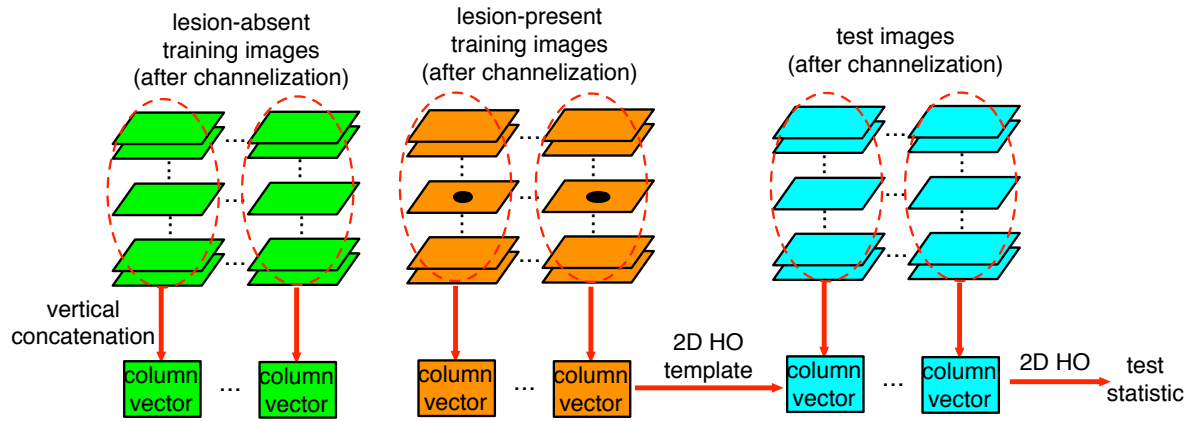 lesion-absent
training images
(after channelization)
lesion-present
training images
(after channelization)
test images
(after channelization)
...
...
...
...
...
...
...
...
...
vertical
concatenation
column
vector
...
column
vector
column
vector
...
column
vector
2D HO
template
column
vector
...
column
vector
2D HO
test
statistic